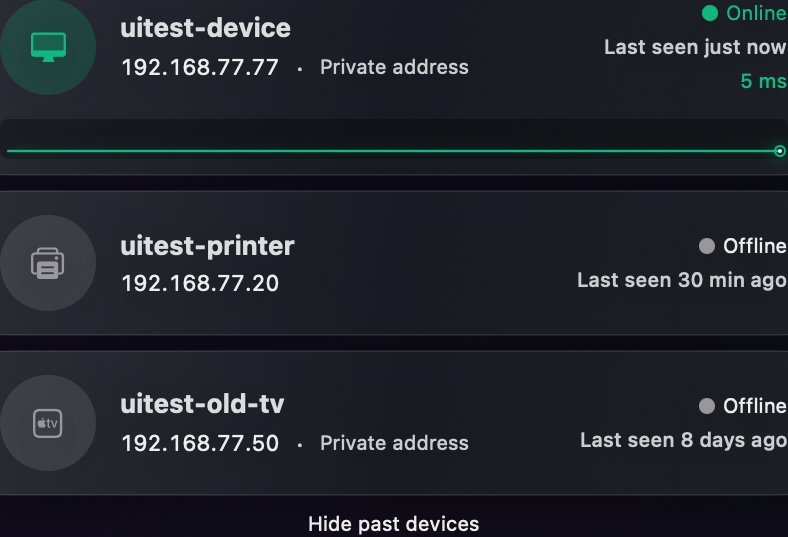 uitest-device
Online
192.168.77.77 · Private address
Last seen just now
5 ms
uitest-printer
Offline
192.168.77.20
Last seen 30 min ago
tv
uitest-old-tv
Offline
192.168.77.50 · Private address
Last seen 8 days ago
Hide past devices